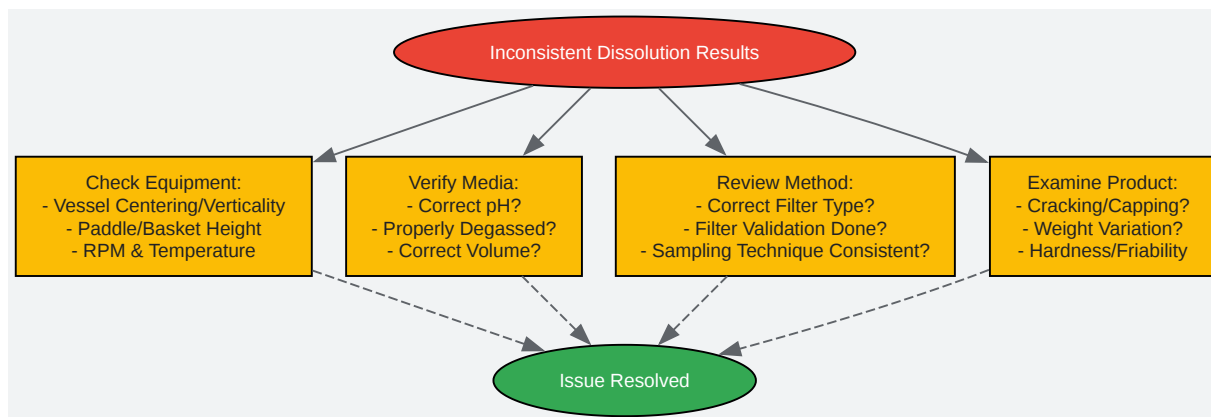 Inconsistent Dissolution Results
Check Equipment:
- Vessel Centering/Verticality
- Paddle/Basket Height
- RPM & Temperature
Verify Media:
- Correct pH?
- Properly Degassed?
- Correct Volume?
Review Method:
- Correct Filter Type?
- Filter Validation Done?
- Sampling Technique Consistent?
Examine Product:
- Cracking/Capping?
- Weight Variation?
- Hardness/Friability
Issue Resolved